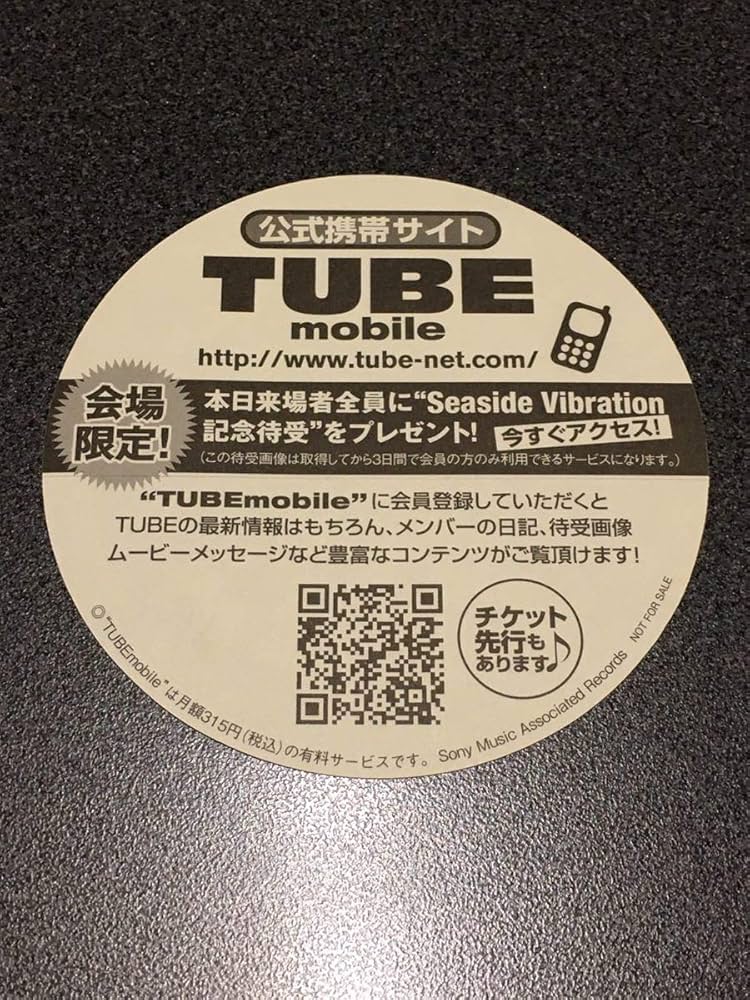 公式携帯サイト
TUBE
mobile
http://www.tube-net.com/
会場
限定!
本日来場者全員に“Seaside Vibration
記念待受”をプレゼント!
今すぐアクセス!
(この待受画像は取得してから3日間で会員の方のみ利用できるサービスになります。)
“TUBEmobile”に会員登録していただくと
TUBEの最新情報はもちろん、メンバーの日記、待受画像
ムービーメッセージなど豊富なコンテンツがご覧頂けます!
チケット
先行も
あります♪
◎“TUBEmobile”は月額315円(税込)の有料サービスです。
Sony Music Associated Records
NOT FOR SALE